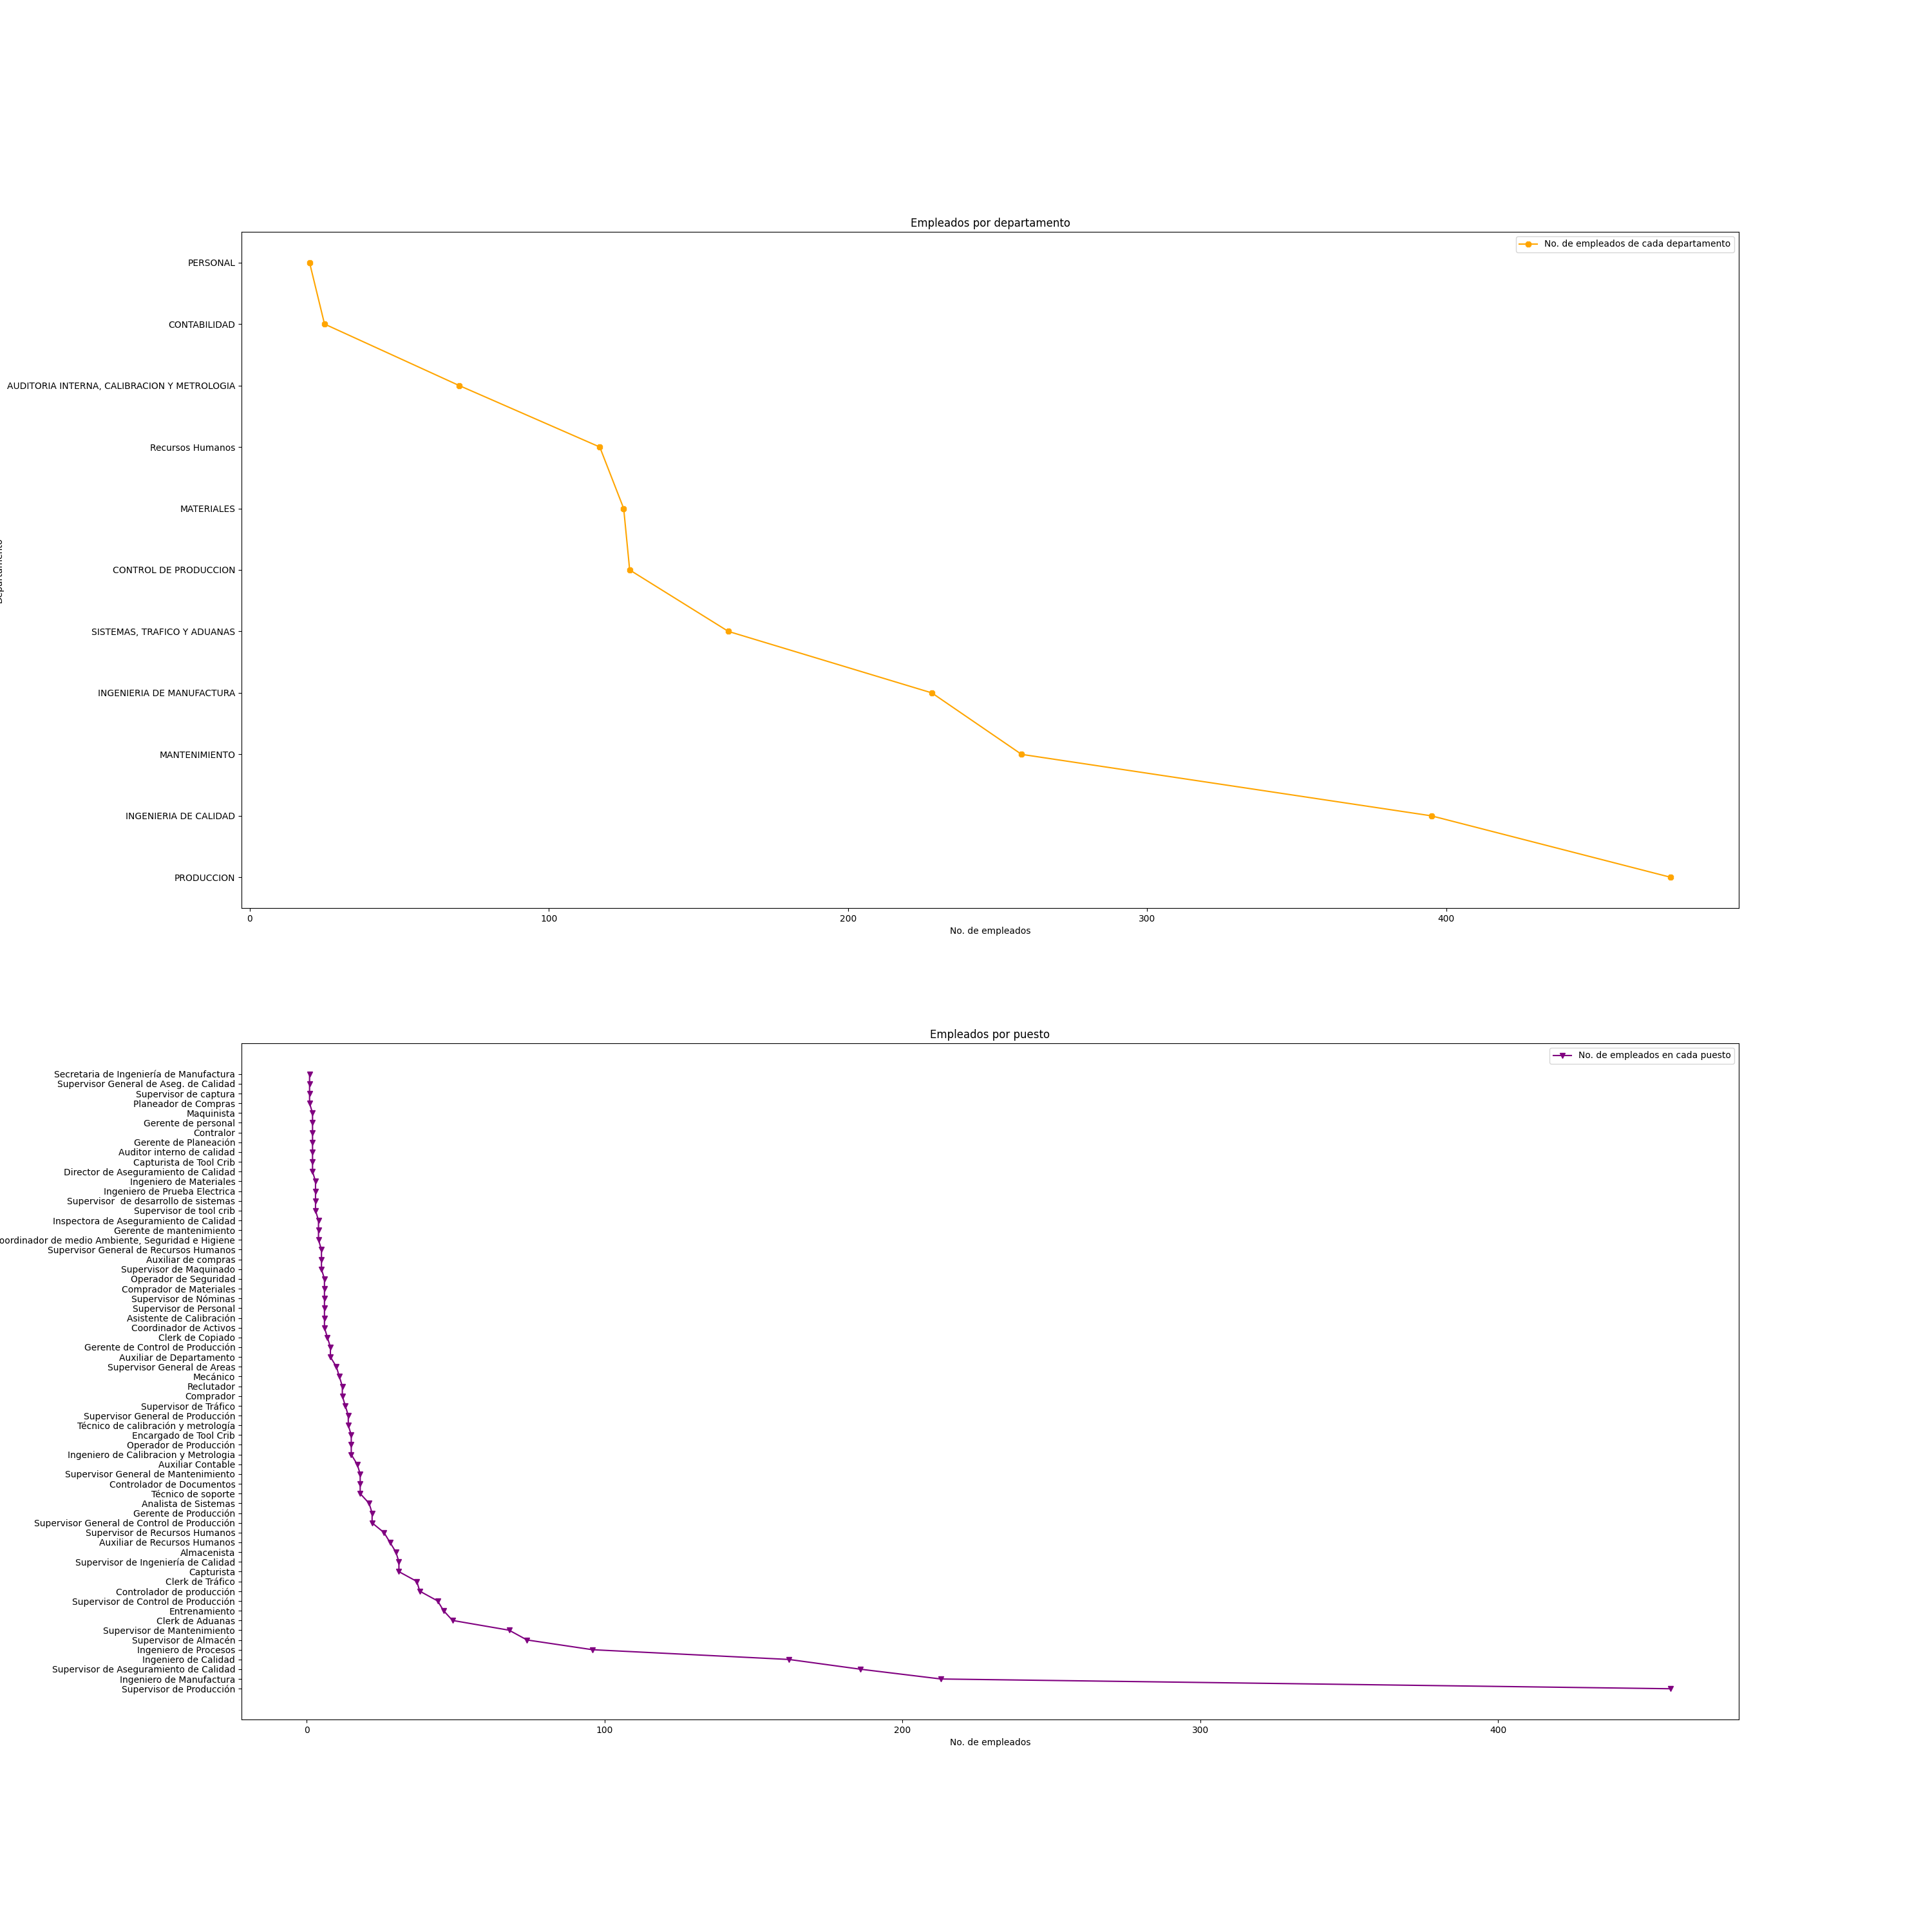 Empleados por departamento
No. de empleados de cada departamento
PERSONAL
CONTABILIDAD
AUDITORIA INTERNA, CALIBRACION Y METROLOGIA
Recursos Humanos
MATERIALES
CONTROL DE PRODUCCION
SISTEMAS, TRAFICO Y ADUANAS
INGENIERIA DE MANUFACTURA
MANTENIMIENTO
INGENIERIA DE CALIDAD
PRODUCCION
0 100 200 300 400
No. de empleados
Empleados por puesto
No. de empleados en cada puesto
Secretaria de Ingeniería de Manufactura
Supervisor General de Aseg. de Calidad
Supervisor de captura
Planeador de Compras
Maquinista
Gerente de personal
Contralor
Gerente de Planeación
Auditor interno de calidad
Capturista de Tool Crib
Director de Aseguramiento de Calidad
Ingeniero de Materiales
Ingeniero de Prueba Electrica
Supervisor  de desarrollo de sistemas
Supervisor de tool crib
Inspectora de Aseguramiento de Calidad
Gerente de mantenimiento
oordinador de medio Ambiente, Seguridad e Higiene
Supervisor General de Recursos Humanos
Auxiliar de compras
Supervisor de Maquinado
Operador de Seguridad
Comprador de Materiales
Supervisor de Nóminas
Supervisor de Personal
Asistente de Calibración
Coordinador de Activos
Clerk de Copiado
Gerente de Control de Producción
Auxiliar de Departamento
Supervisor General de Areas
Mecánico
Reclutador
Comprador
Supervisor de Tráfico
Supervisor General de Producción
Técnico de calibración y metrología
Encargado de Tool Crib
Operador de Producción
Ingeniero de Calibracion y Metrologia
Auxiliar Contable
Supervisor General de Mantenimiento
Controlador de Documentos
Técnico de soporte
Analista de Sistemas
Gerente de Producción
Supervisor General de Control de Producción
Supervisor de Recursos Humanos
Auxiliar de Recursos Humanos
Almacenista
Supervisor de Ingeniería de Calidad
Capturista
Clerk de Tráfico
Controlador de producción
Supervisor de Control de Producción
Entrenamiento
Clerk de Aduanas
Supervisor de Mantenimiento
Supervisor de Almacén
Ingeniero de Procesos
Ingeniero de Calidad
Supervisor de Aseguramiento de Calidad
Ingeniero de Manufactura
Supervisor de Producción
0 100 200 300 400
No. de empleados